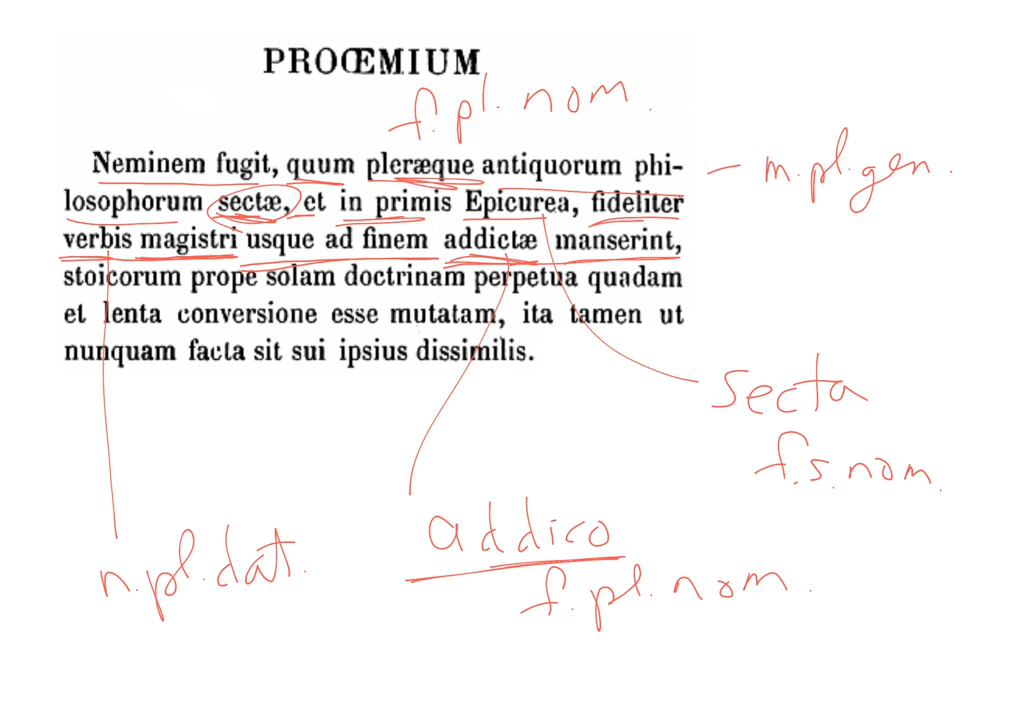 PROŒMIUM
f. pl. nom.
Neminem fugit, quum pleræque antiquorum phi-
— m. pl. gen.
losophorum sectæ, et in primis Epicurea, fideliter
verbis magistri usque ad finem addictæ manserint,
stoicorum prope solam doctrinam perpetua quadam
et lenta conversione esse mutatam, ita tamen ut
nunquam facta sit sui ipsius dissimilis.
secta
f.s.nom.
addico
n.pl.dat.
f.pl.nom.